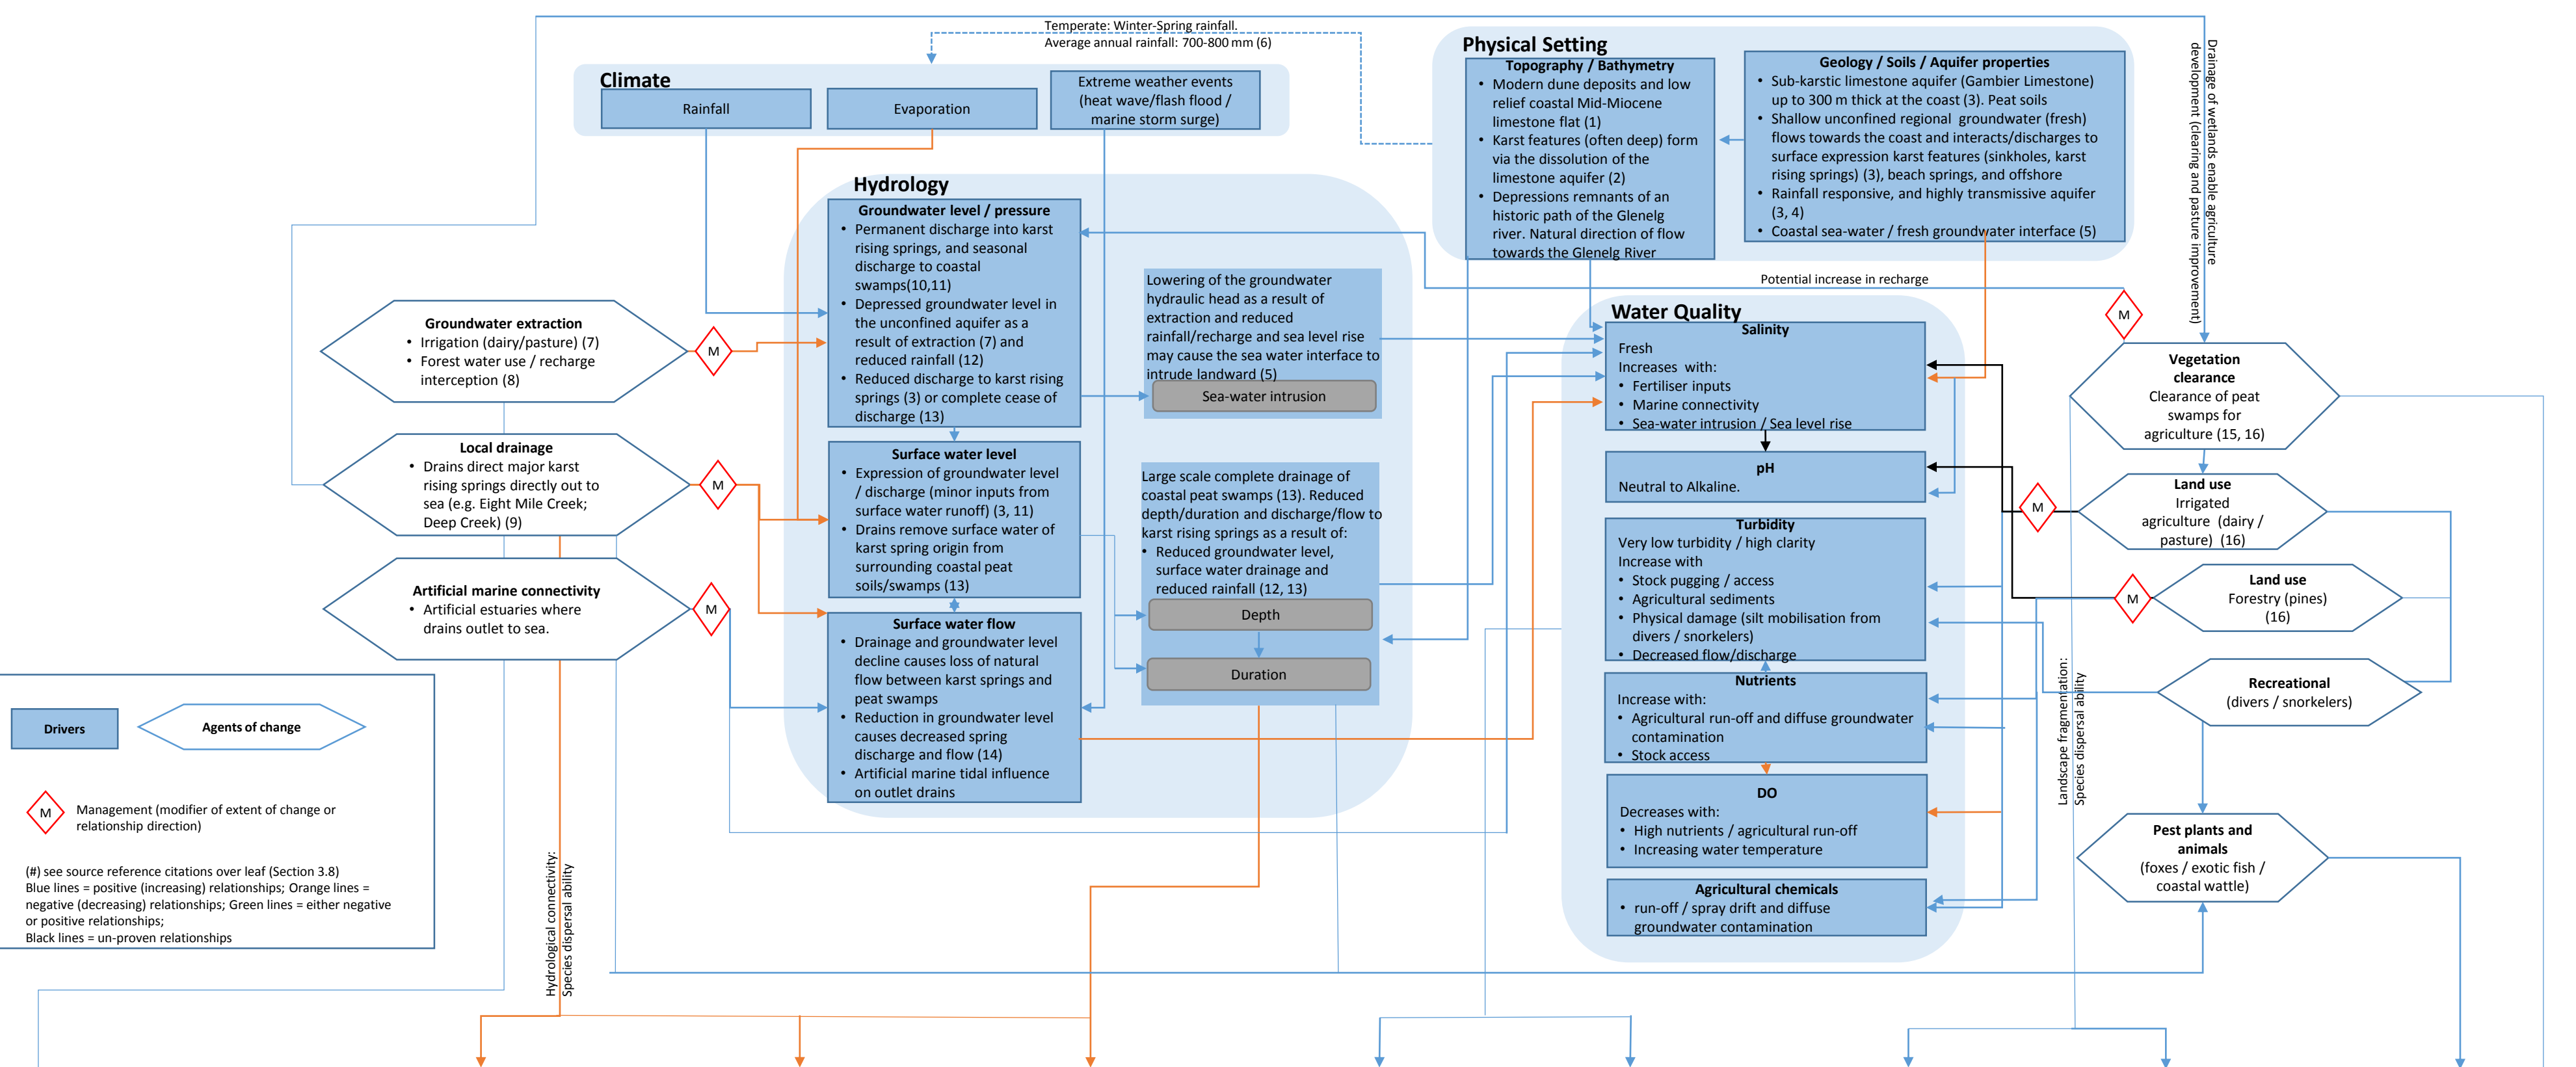 Temperate: Winter-Spring rainfall.
Average annual rainfall: 700-800 mm (6)
Climate
Rainfall
Evaporation
Extreme weather events
(heat wave/flash flood /
marine storm surge)
Physical Setting
Topography / Bathymetry
• Modern dune deposits and low
relief coastal Mid-Miocene
limestone flat (1)
• Karst features (often deep) form
via the dissolution of the
limestone aquifer (2)
• Depressions remnants of an
historic path of the Glenelg
river. Natural direction of flow
towards the Glenelg River
Geology / Soils / Aquifer properties
• Sub-karstic limestone aquifer (Gambier Limestone)
up to 300 m thick at the coast (3). Peat soils
• Shallow unconfined regional groundwater (fresh)
flows towards the coast and interacts/discharges to
surface expression karst features (sinkholes, karst
rising springs) (3), beach springs, and offshore
• Rainfall responsive, and highly transmissive aquifer
(3, 4)
• Coastal sea-water / fresh groundwater interface (5)
Drainage of wetlands enable agriculture
development (clearing and pasture improvement)
Hydrology
Groundwater level / pressure
• Permanent discharge into karst
rising springs, and seasonal
discharge to coastal
swamps(10,11)
• Depressed groundwater level in
the unconfined aquifer as a
result of extraction (7) and
reduced rainfall (12)
• Reduced discharge to karst rising
springs (3) or complete cease of
discharge (13)
Surface water level
• Expression of groundwater level
/ discharge (minor inputs from
surface water runoff) (3, 11)
• Drains remove surface water of
karst spring origin from
surrounding coastal peat
soils/swamps (13)
Surface water flow
• Drainage and groundwater level
decline causes loss of natural
flow between karst springs and
peat swamps
• Reduction in groundwater level
causes decreased spring
discharge and flow (14)
• Artificial marine tidal influence
on outlet drains
Lowering of the groundwater
hydraulic head as a result of
extraction and reduced
rainfall/recharge and sea level rise
may cause the sea water interface to
intrude landward (5)
Sea-water intrusion
Large scale complete drainage of
coastal peat swamps (13). Reduced
depth/duration and discharge/flow to
karst rising springs as a result of:
• Reduced groundwater level,
surface water drainage and
reduced rainfall (12, 13)
Depth
Duration
Potential increase in recharge
Groundwater extraction
• Irrigation (dairy/pasture) (7)
• Forest water use / recharge
interception (8)
M
Local drainage
• Drains direct major karst
rising springs directly out to
sea (e.g. Eight Mile Creek;
Deep Creek) (9)
M
Artificial marine connectivity
• Artificial estuaries where
drains outlet to sea.
M
Water Quality
Salinity
Fresh
Increases with:
• Fertiliser inputs
• Marine connectivity
• Sea-water intrusion / Sea level rise
pH
Neutral to Alkaline.
Turbidity
Very low turbidity / high clarity
Increase with
• Stock pugging / access
• Agricultural sediments
• Physical damage (silt mobilisation from
divers / snorkelers)
• Decreased flow/discharge
Nutrients
Increase with:
• Agricultural run-off and diffuse groundwater
contamination
• Stock access
DO
Decreases with:
• High nutrients / agricultural run-off
• Increasing water temperature
Agricultural chemicals
• run-off / spray drift and diffuse
groundwater contamination
M
Vegetation
clearance
Clearance of peat
swamps for
agriculture (15, 16)
M
Land use
Irrigated
agriculture (dairy /
pasture) (16)
M
Land use
Forestry (pines)
(16)
Recreational
(divers / snorkelers)
Pest plants and
animals
(foxes / exotic fish /
coastal wattle)
Landscape fragmentation:
Species dispersal ability
Hydrological connectivity:
Species dispersal ability
Drivers
Agents of change
M
Management (modifier of extent of change or
relationship direction)
(#) see source reference citations over leaf (Section 3.8)
Blue lines = positive (increasing) relationships; Orange lines =
negative (decreasing) relationships; Green lines = either negative
or positive relationships;
Black lines = un-proven relationships